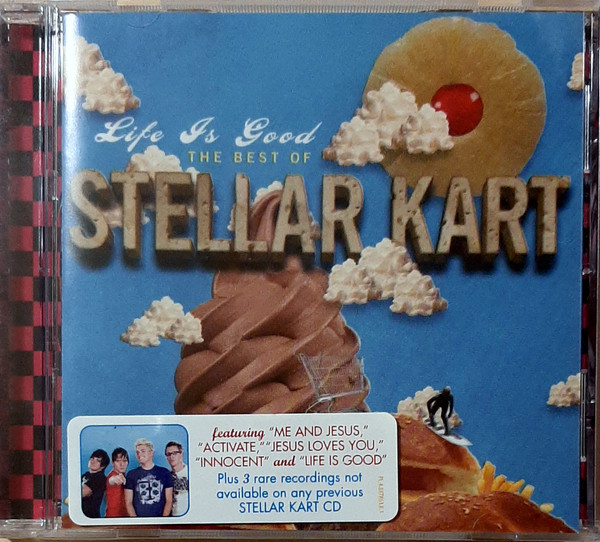 Life Is Good
THE BEST OF
STELLAR KART
featuring "ME AND JESUS,"
"ACTIVATE,""JESUS LOVES YOU,"
"INNOCENT" and "LIFE IS GOOD"
Plus 3 rare recordings not
available on any previous
STELLAR KART CD